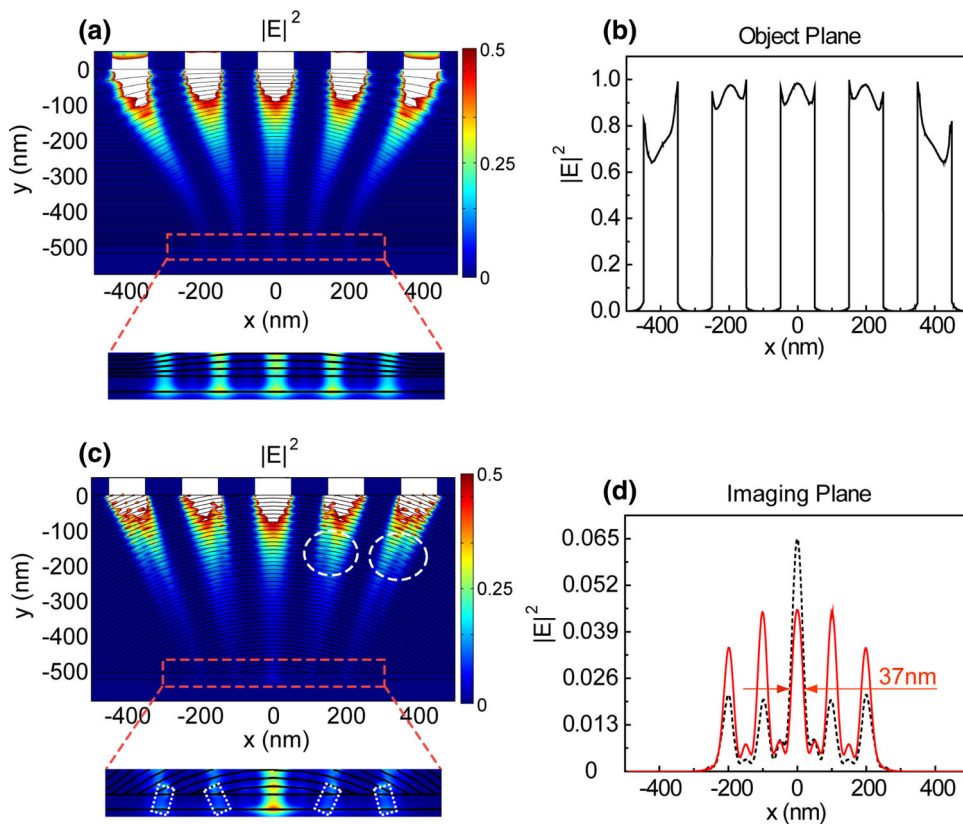 (a)
|E|²
0
-100
-200
-300
-400
-500
y (nm)
-400 -200 0 200 400
x (nm)
0.5
0.25
0
(b)
Object Plane
1.0
0.8
0.6
0.4
0.2
0.0
|E|²
-400 -200 0 200 400
x (nm)
(c)
|E|²
0
-100
-200
-300
-400
-500
y (nm)
-400 -200 0 200 400
x (nm)
0.5
0.25
0
(d)
Imaging Plane
0.065
0.052
0.039
0.026
0.013
0
|E|²
37nm
-400 -200 0 200 400
x (nm)